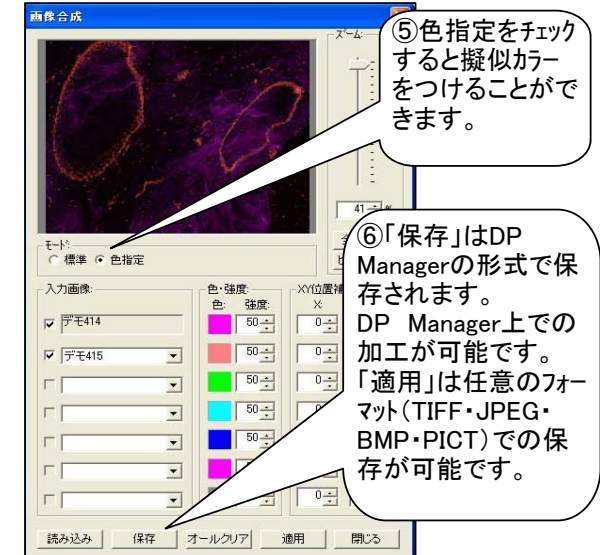 画像合成
ズーム:
⑤色指定をチェック
すると擬似カラー
をつけることがで
きます。
41
%
モード:
標準 色指定
⑥「保存」はDP
Managerの形式で保
存されます。
DP Manager上での
加工が可能です。
「適用」は任意のフォー
マット(TIFF・JPEG・
BMP・PICT)での保
存が可能です。
入力画像: 色・強度: XY位置補
色: 強度: X:
デモ414 50 0
デモ415 50 0
50 0
50 0
50
0
読み込み 保存 オールクリア 適用 閉じる